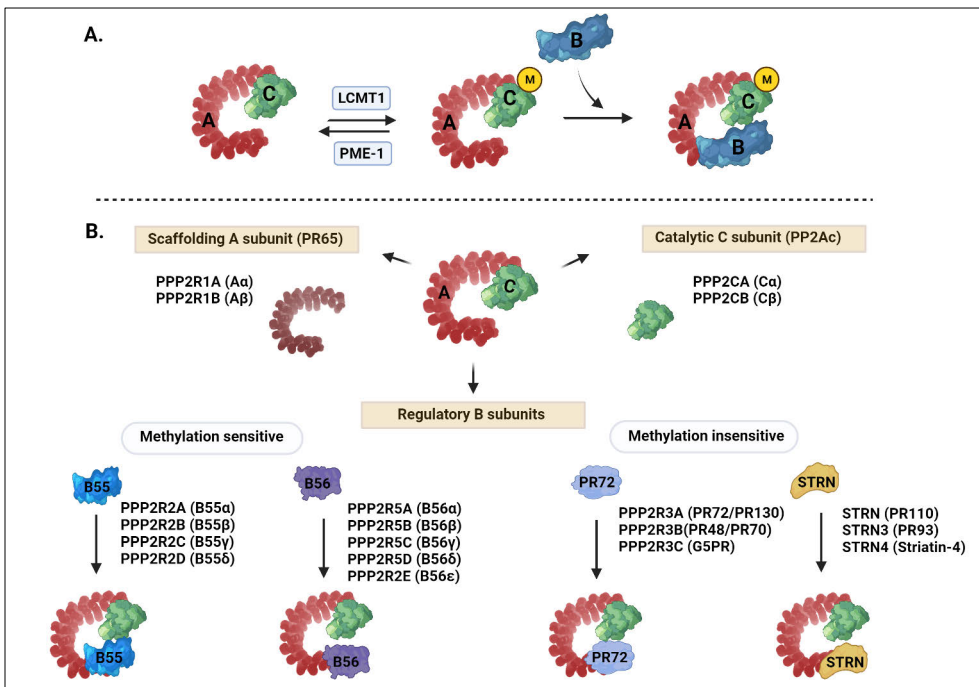 A.
B
M
M
C
LCMT1
C
C
A
A
A
B
PME-1
B.
Scaffolding A subunit (PR65)
Catalytic C subunit (PP2Ac)
PPP2R1A (Aα)
PPP2R1B (Aβ)
A
C
PPP2CA (Cα)
PPP2CB (Cβ)
Regulatory B subunits
Methylation sensitive
Methylation insensitive
B55
B56
PR72
STRN
PPP2R2A (B55α)
PPP2R2B (B55β)
PPP2R2C (B55γ)
PPP2R2D (B55δ)
PPP2R5A (B56α)
PPP2R5B (B56β)
PPP2R5C (B56γ)
PPP2R5D (B56δ)
PPP2R2E (B56ε)
PPP2R3A (PR72/PR130)
PPP2R3B(PR48/PR70)
PPP2R3C (G5PR)
STRN (PR110)
STRN3 (PR93)
STRN4 (Striatin-4)
B55
B56
PR72
STRN